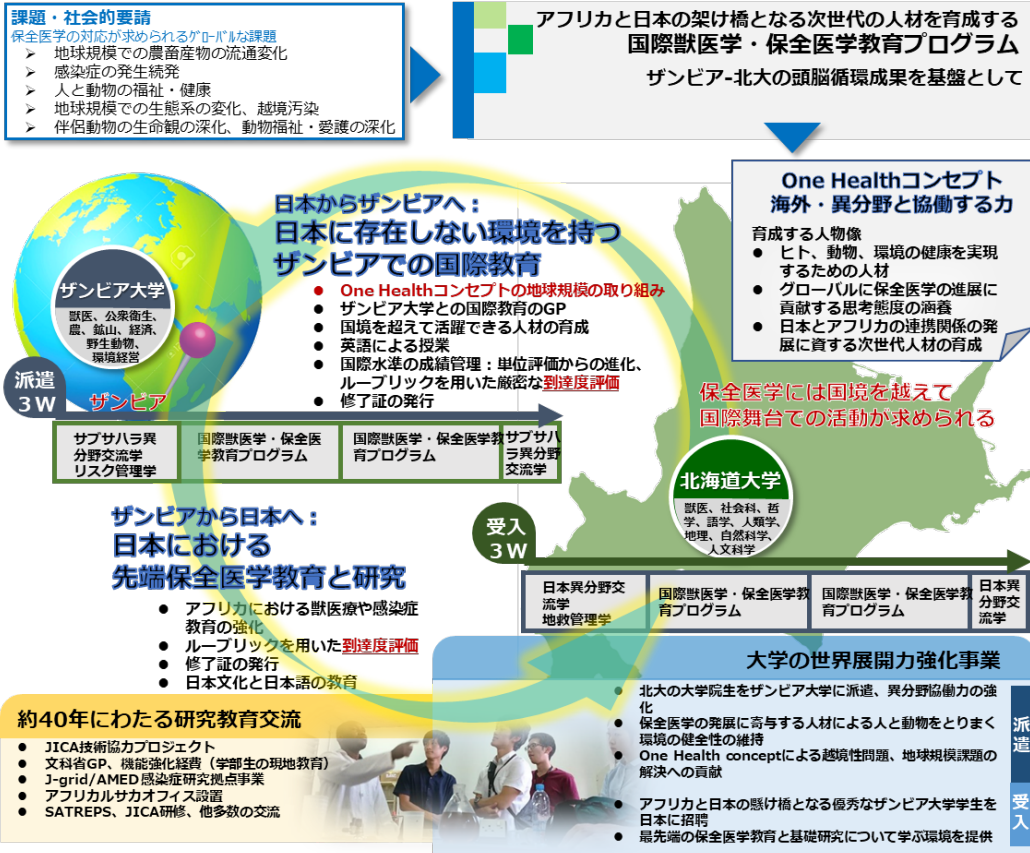 課題・社会的要請
保全医学の対応が求められるグローバルな課題
➢ 地球規模での農畜産物の流通変化
➢ 感染症の発生続発
➢ 人と動物の福祉・健康
➢ 地球規模での生態系の変化、越境汚染
➢ 伴侶動物の生命観の深化、動物福祉・愛護の深化
アフリカと日本の架け橋となる次世代の人材を育成する
国際獣医学・保全医学教育プログラム
ザンビア-北大の頭脳循環成果を基盤として
One Healthコンセプト
海外・異分野と協働する力
育成する人物像
● ヒト、動物、環境の健康を実現
するための人材
● グローバルに保全医学の進展に
貢献する思考態度の涵養
● 日本とアフリカの連携関係の発
展に資する次世代人材の育成
日本からザンビアへ：
日本に存在しない環境を持つ
ザンビアでの国際教育
● One Healthコンセプトの地球規模の取り組み
● ザンビア大学との国際教育のGP
● 国境を超えて活躍できる人材の育成
● 英語による授業
● 国際水準の成績管理：単位評価からの進化、
ルーブリックを用いた厳密な到達度評価
● 修了証の発行
ザンビア大学
獣医、公衆衛生、
農、鉱山、経済、
野生動物、
環境経営
派遣
3W
ザンビア
サブサハラ異
分野交流学
リスク管理学
国際獣医学・保全医
学教育プログラム
国際獣医学・保全医学教
育プログラム
サブサハ
ラ異分野
交流学
保全医学には国境を越えて
国際舞台での活動が求められる
北海道大学
獣医、社会科、哲
学、語学、人類学、
地理、自然科学、
人文科学
受入
3W
日本異分野交
流学
地救管理学
国際獣医学・保全医学教
育プログラム
国際獣医学・保全医学教
育プログラム
日本異
分野交
流学
ザンビアから日本へ：
日本における
先端保全医学教育と研究
● アフリカにおける獣医療や感染症
教育の強化
● ルーブリックを用いた到達度評価
● 修了証の発行
● 日本文化と日本語の教育
約40年にわたる研究教育交流
● JICA技術協力プロジェクト
● 文科省GP、機能強化経費（学部生の現地教育）
● J-grid/AMED感染症研究拠点事業
● アフリカルサカオフィス設置
● SATREPS、JICA研修、他多数の交流
大学の世界展開力強化事業
● 北大の大学院生をザンビア大学に派遣、異分野協働力の強
化
● 保全医学の発展に寄与する人材による人と動物をとりまく
環境の健全性の維持
● One Health conceptによる越境性問題、地球規模課題の
解決への貢献
派遣
● アフリカと日本の懸け橋となる優秀なザンビア大学学生を
日本に招聘
● 最先端の保全医学教育と基礎研究について学ぶ環境を提供
受入